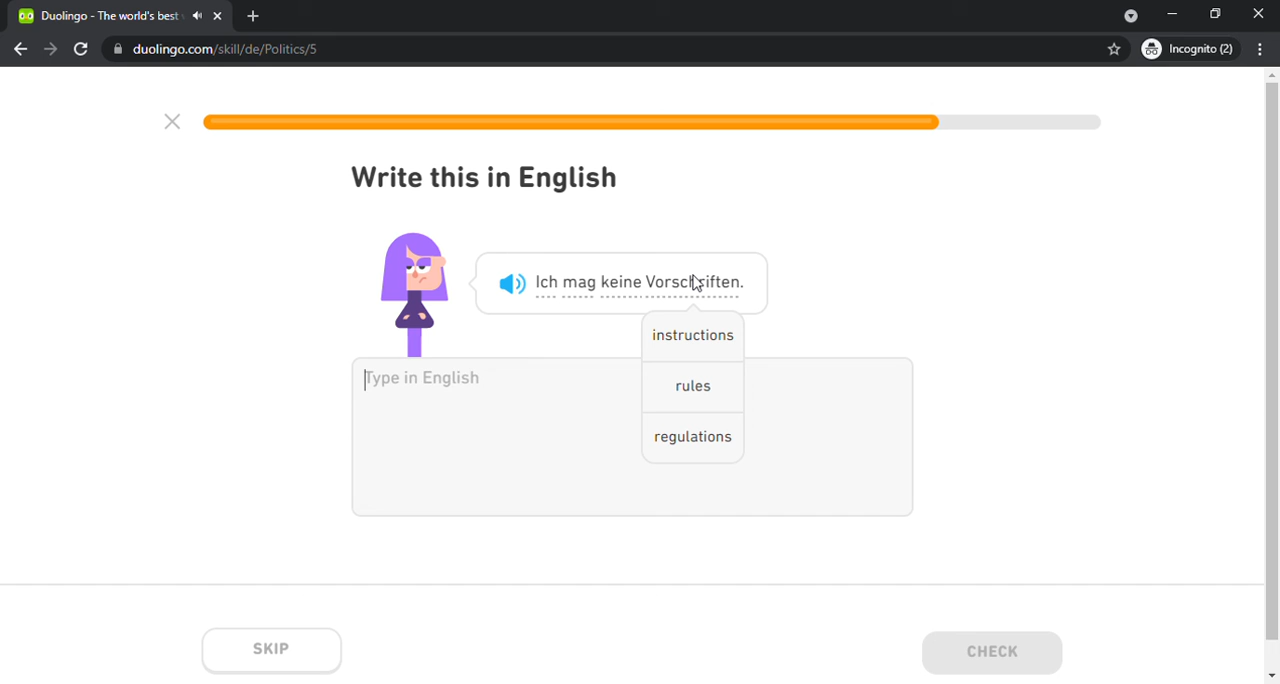 Duolingo - The world's best
duolingo.com/skill/de/Politics/5
Incognito (2)
Write this in English
Ich mag keine Vorschriften.
instructions
rules
regulations
Type in English
SKIP
CHECK